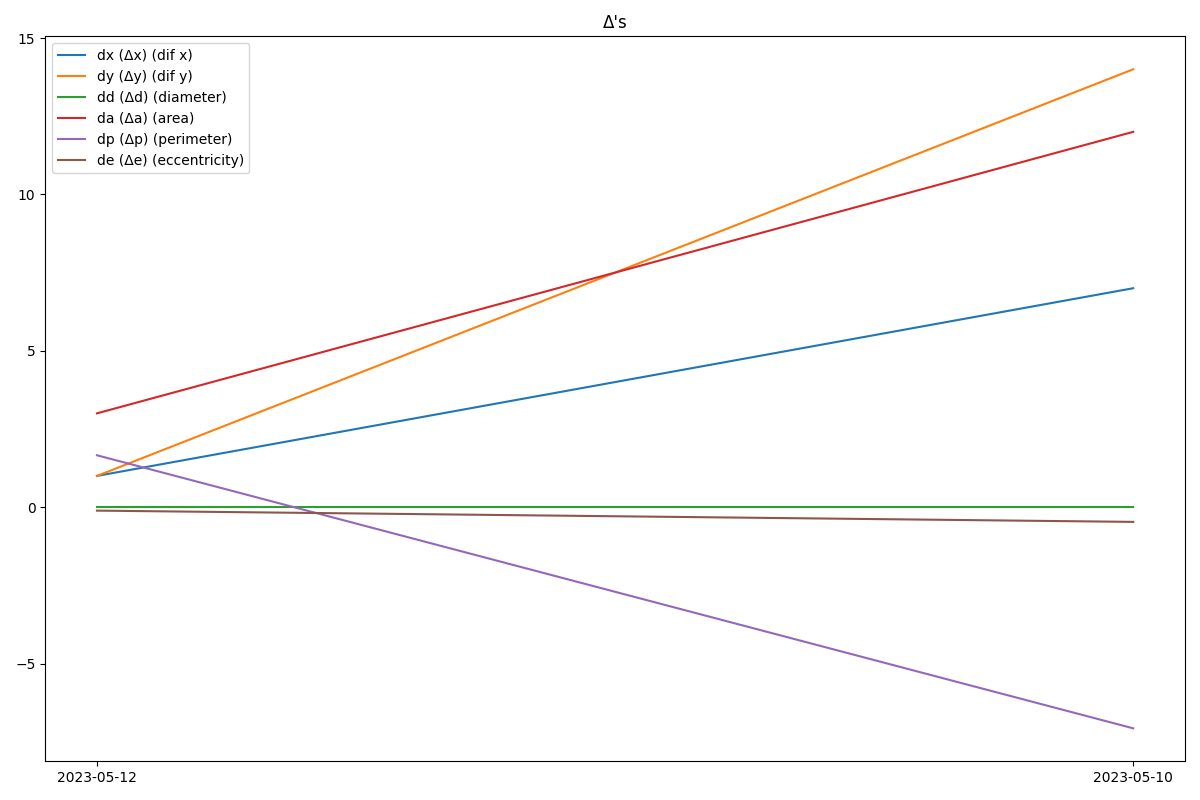 Δ's
15
10
5
0
−5
dx (Δx) (dif x)
dy (Δy) (dif y)
dd (Δd) (diameter)
da (Δa) (area)
dp (Δp) (perimeter)
de (Δe) (eccentricity)
2023-05-12
2023-05-10